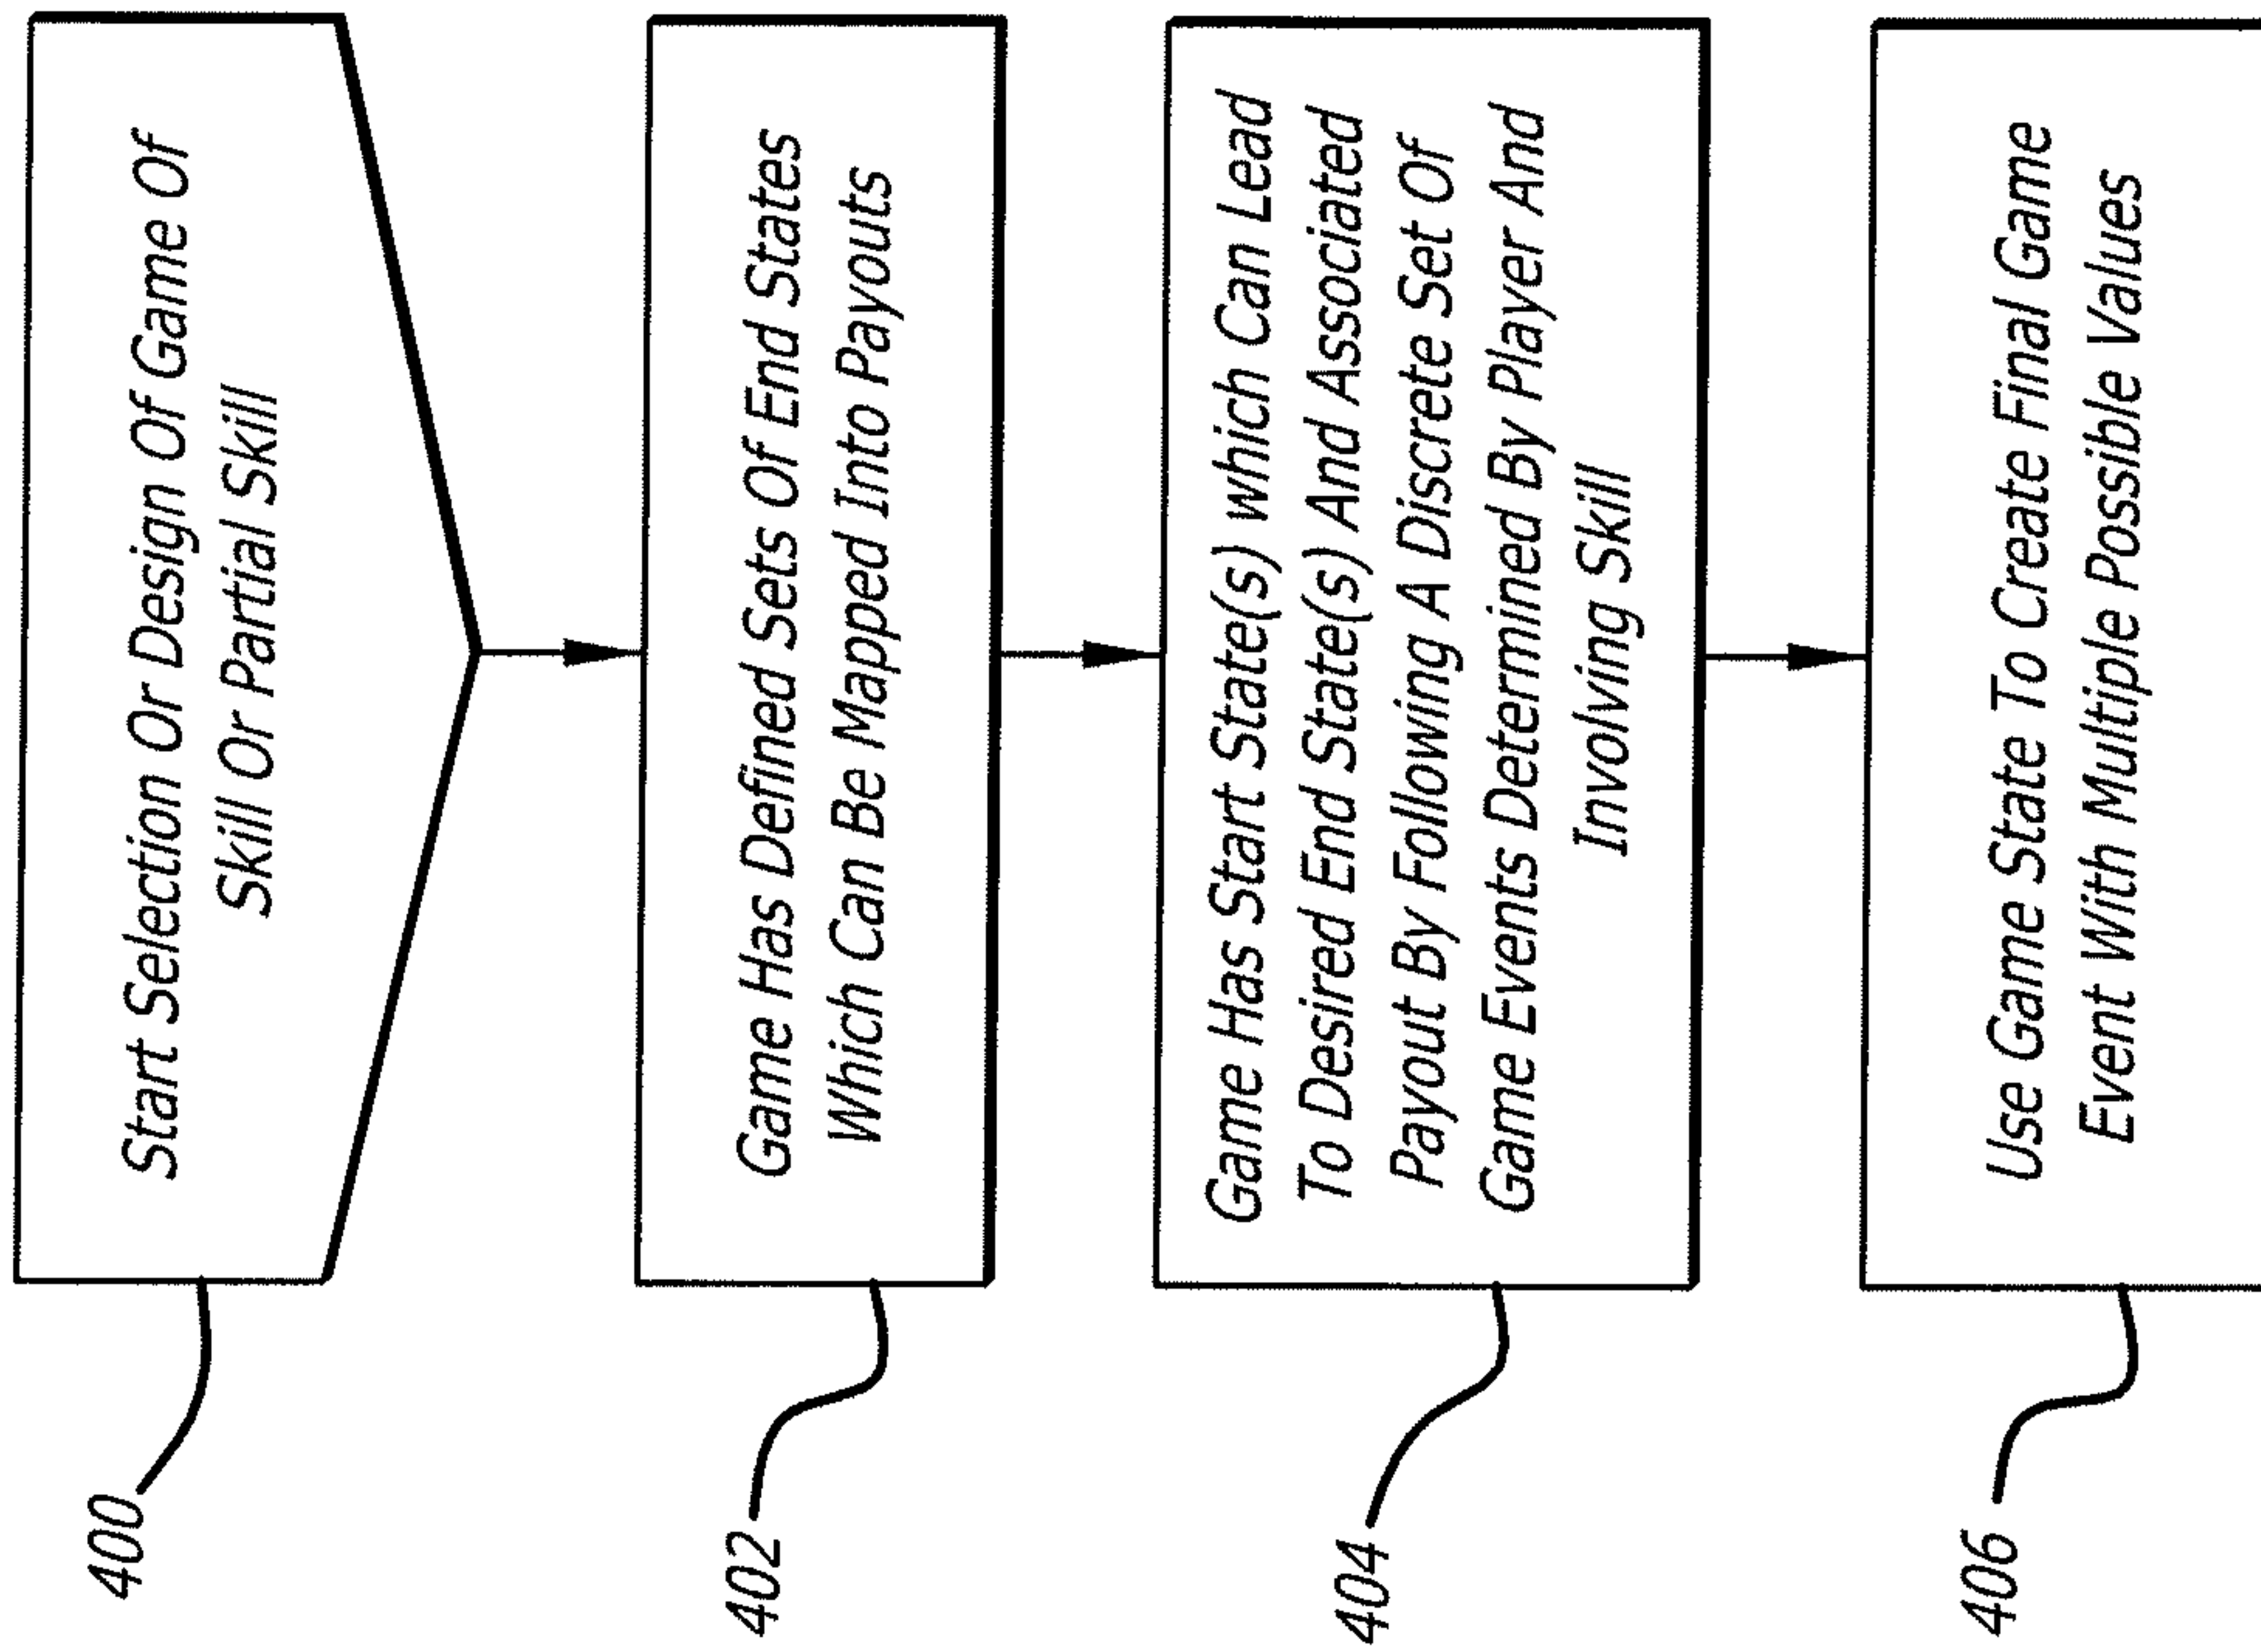 400
Start Selection Or Design Of Game Of
Skill Or Partial Skill
402
Game Has Defined Sets Of End States
Which Can Be Mapped Into Payouts
404
Game Has Start State(s) which Can Lead
To Desired End State(s) And Associated
Payout By Following A Discrete Set Of
Game Events Determined By Player And
Involving Skill
406
Use Game State To Create Final Game
Event With Multiple Possible Values